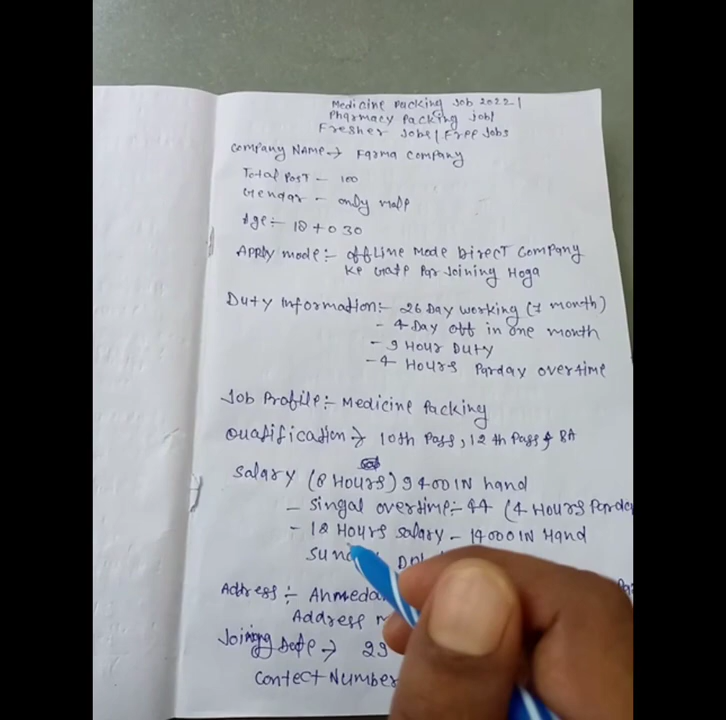 Medicine Packing Job 2022 |
Pharmacy Packing job|
Fresher Jobs| Free Jobs
Company NAME → Farma Company
Total Post - 100
Gendar - only male
Age :- 18 to 30
Apply mode :- offLine Mode Direct Company
Ke Gate Par Joining Hoga
Duty Information :- 26 Day working (1 month)
- 4 Day off in one month
- 9 Hour Duty
- 4 Hours Parday overtime
Job Profile :- Medicine Packing
Qualification → 10th Pass, 12th Pass, BA
Salary (8 Hours) 9400 IN hand
- Singal overtime :- 44 (4 Hours
- 12 Hours salary - 14000 IN Hand
Address :-
Address
Joining Date → 29
Contect Number